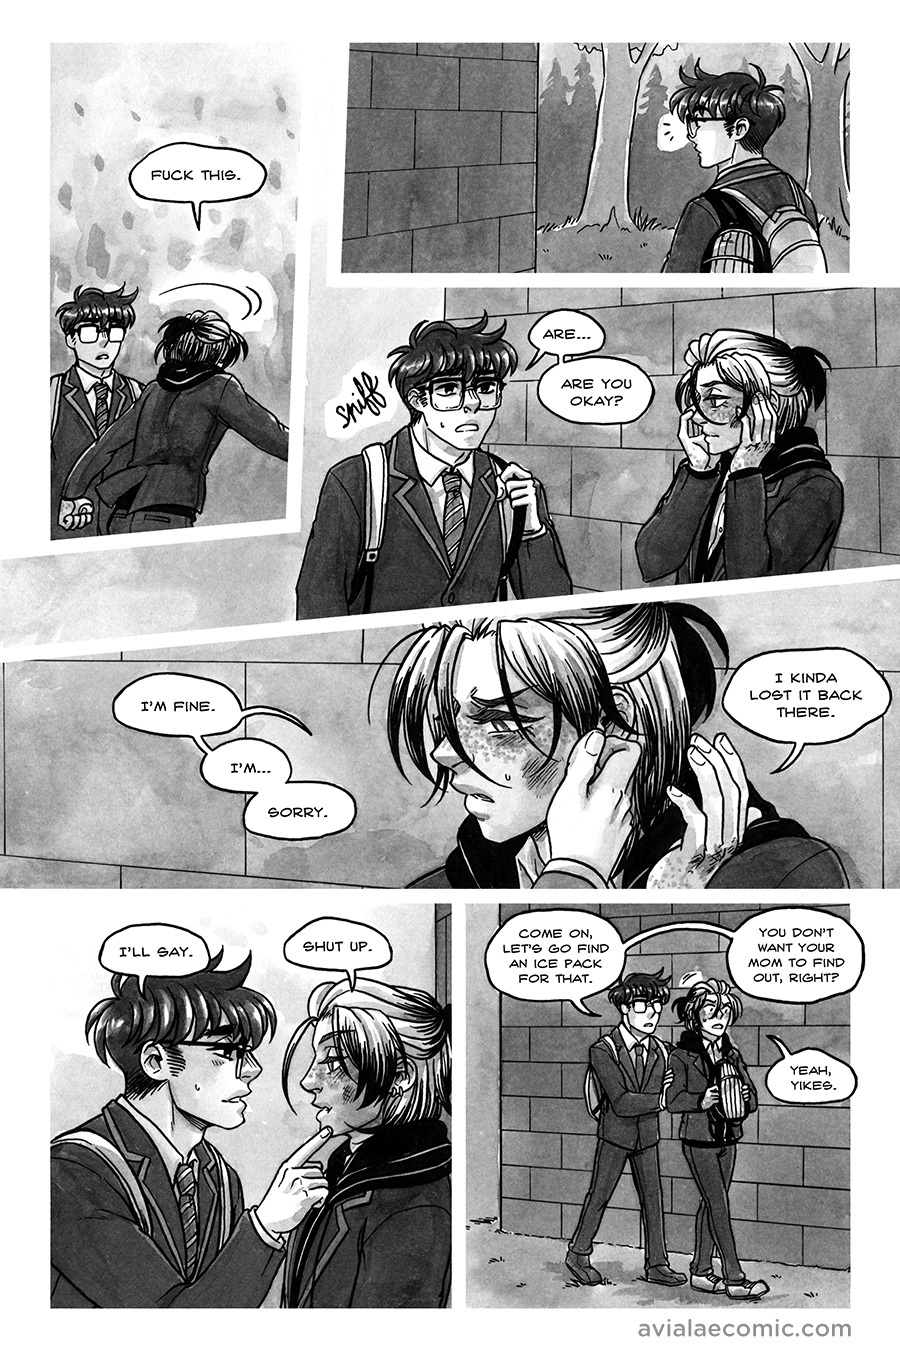 FUCK THIS.
sniff
ARE...
ARE YOU
OKAY?
I'M FINE.
I'M...
SORRY.
I KINDA
LOST IT BACK
THERE.
I'LL SAY.
SHUT UP.
COME ON,
LET'S GO FIND
AN ICE PACK
FOR THAT.
YOU DON'T
WANT YOUR
MOM TO FIND
OUT, RIGHT?
YEAH,
YIKES.
avialaecomic.com